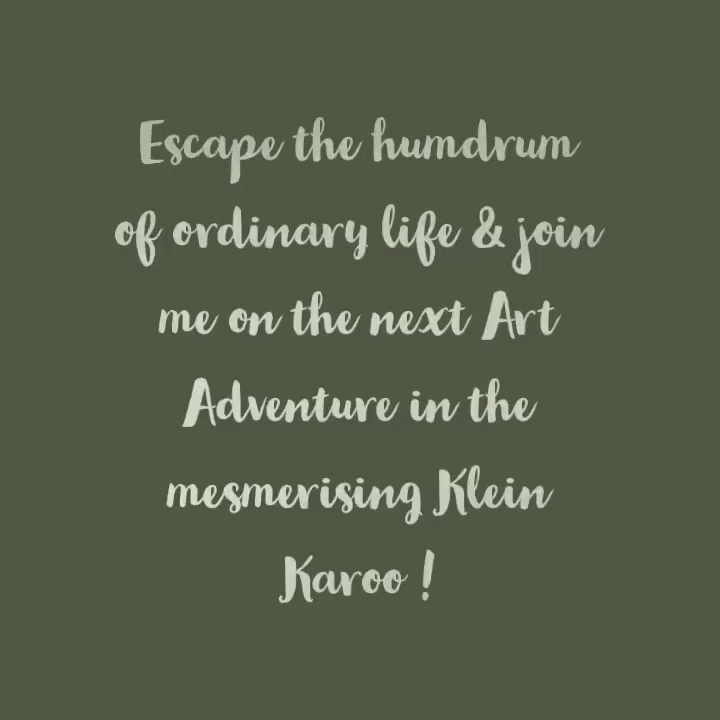 Escape the humdrum
of ordinary life & join
me on the next Art
Adventure in the
mesmerising Klein
Karoo !